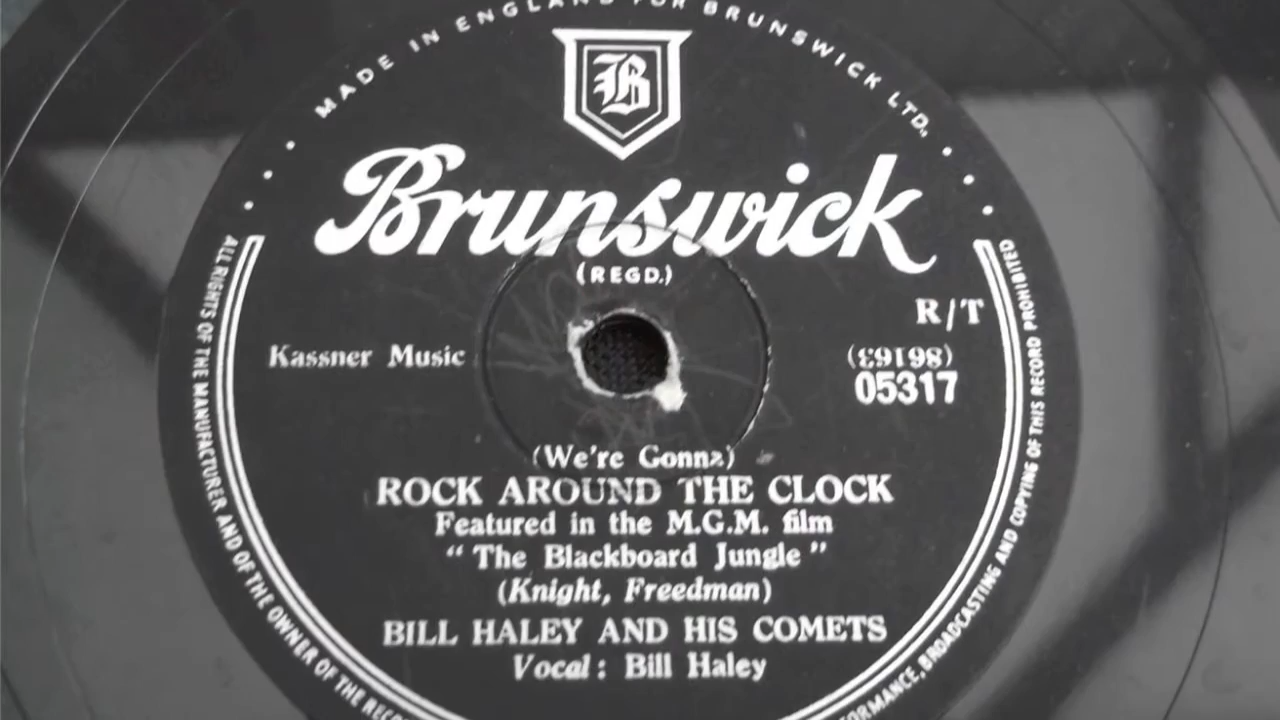 MADE IN ENGLAND FOR BRUNSWICK LTD.
B
Brunswick
(REGD.)
R/T
Kassner Music
(86193)
05317
(We're Gonna)
ROCK AROUND THE CLOCK
Featured in the M.G.M. film
“ The Blackboard Jungle ”
(Knight, Freedman)
BILL HALEY AND HIS COMETS
Vocal : Bill Haley
ALL RIGHTS OF THE MANUFACTURER AND OF THE OWNER OF THE
BROADCASTING AND COPYING OF THIS RECORD PROHIBITED